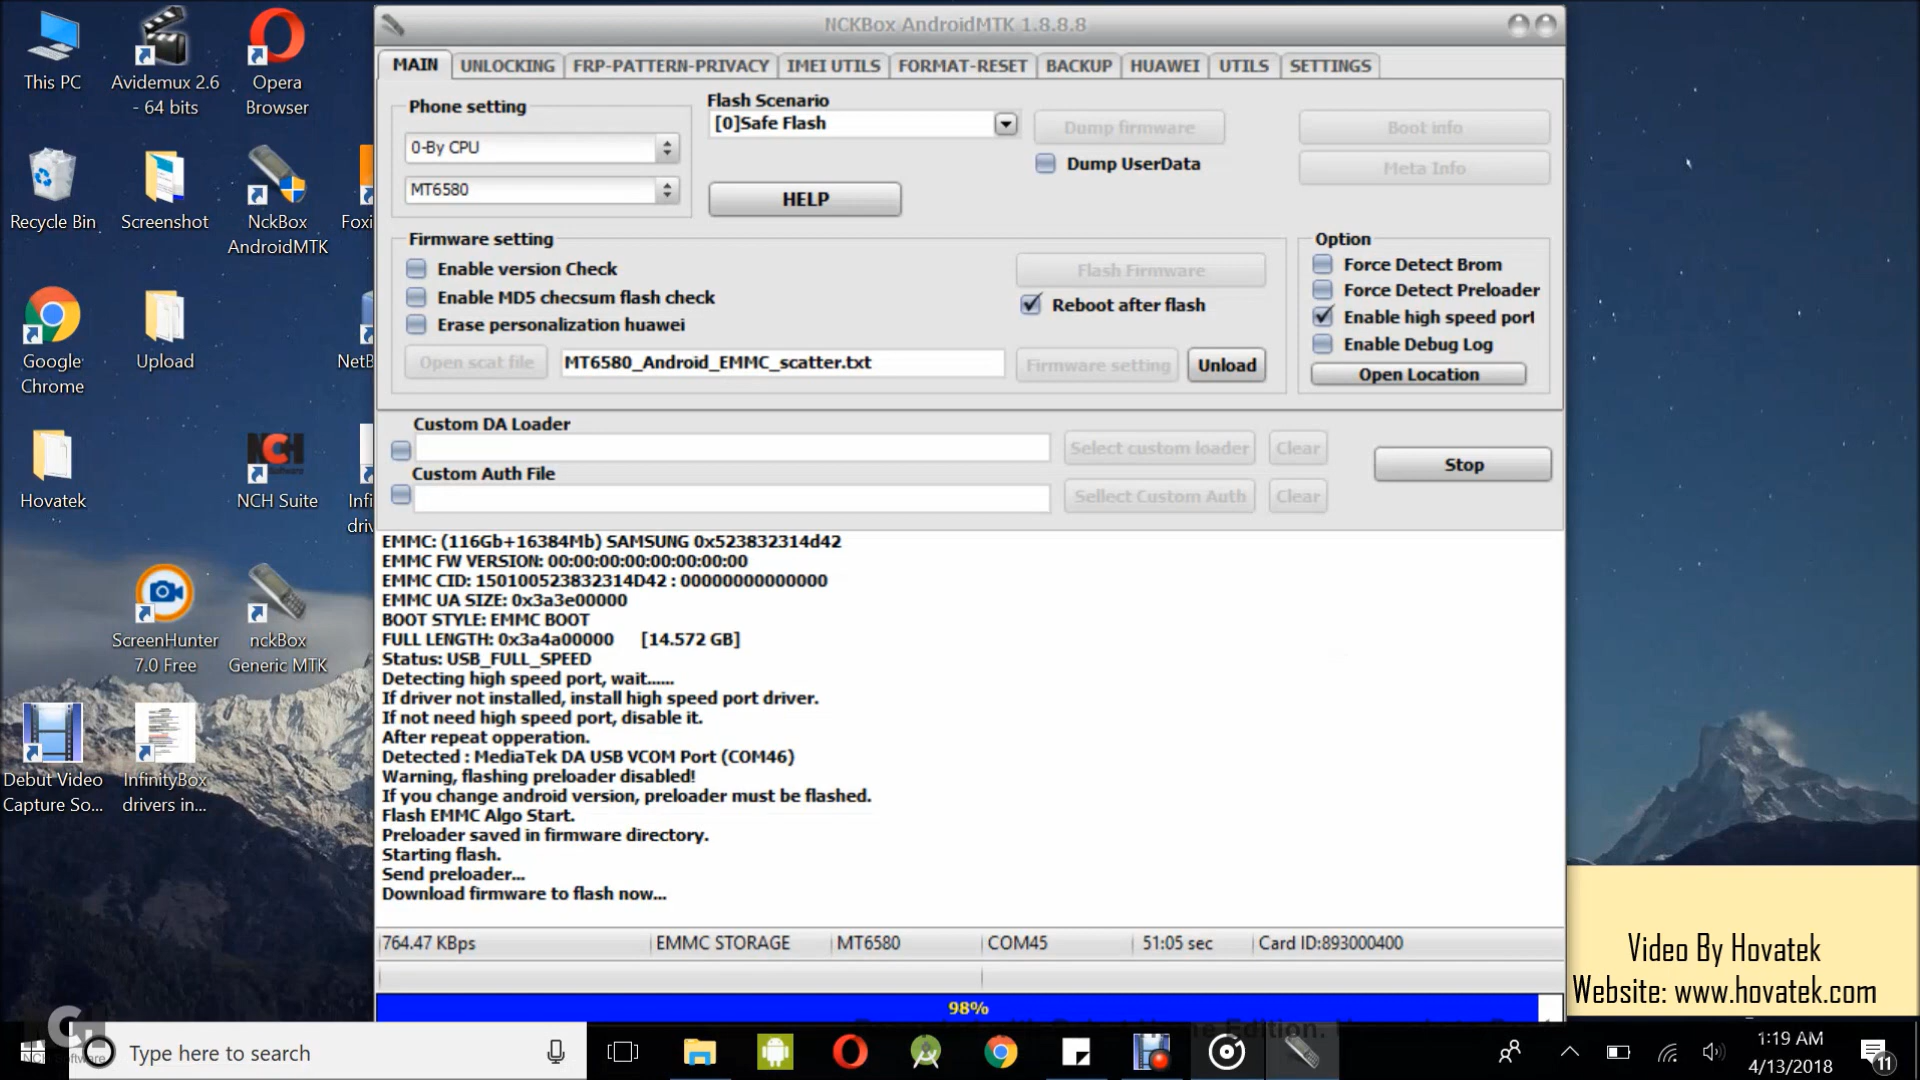 This PC
Avidemux 2.6
- 64 bits
Opera
Browser
Recycle Bin
Screenshot
NckBox
AndroidMTK
Foxi
Google
Chrome
Upload
NetB
Hovatek
NCH Suite
Infi
driv
ScreenHunter
7.0 Free
nckBox
Generic MTK
Debut Video
Capture So...
InfinityBox
drivers in...
NCKBox AndroidMTK 1.8.8.8
MAIN UNLOCKING FRP-PATTERN-PRIVACY IMEI UTILS FORMAT-RESET BACKUP HUAWEI UTILS SETTINGS
Phone setting
0-By CPU
MT6580
Flash Scenario
[0]Safe Flash
HELP
Dump firmware
Dump UserData
Boot info
Meta Info
Firmware setting
Enable version Check
Enable MD5 checsum flash check
Erase personalization huawei
Open scat file
MT6580_Android_EMMC_scatter.txt
Flash Firmware
Reboot after flash
Firmware setting
Unload
Option
Force Detect Brom
Force Detect Preloader
Enable high speed port
Enable Debug Log
Open Location
Custom DA Loader
Select custom loader
Clear
Custom Auth File
Sellect Custom Auth
Clear
Stop
EMMC: (116Gb+16384Mb) SAMSUNG 0x523832314d42
EMMC FW VERSION: 00:00:00:00:00:00:00:00
EMMC CID: 150100523832314D42 : 00000000000000
EMMC UA SIZE: 0x3a3e00000
BOOT STYLE: EMMC BOOT
FULL LENGTH: 0x3a4a00000 [14.572 GB]
Status: USB_FULL_SPEED
Detecting high speed port, wait......
If driver not installed, install high speed port driver.
If not need high speed port, disable it.
After repeat opperation.
Detected : MediaTek DA USB VCOM Port (COM46)
Warning, flashing preloader disabled!
If you change android version, preloader must be flashed.
Flash EMMC Algo Start.
Preloader saved in firmware directory.
Starting flash.
Send preloader...
Download firmware to flash now...
764.47 KBps EMMC STORAGE MT6580 COM45 51:05 sec Card ID:893000400
98%
Video By Hovatek
Website: www.hovatek.com
Type here to search
1:19 AM
4/13/2018
11